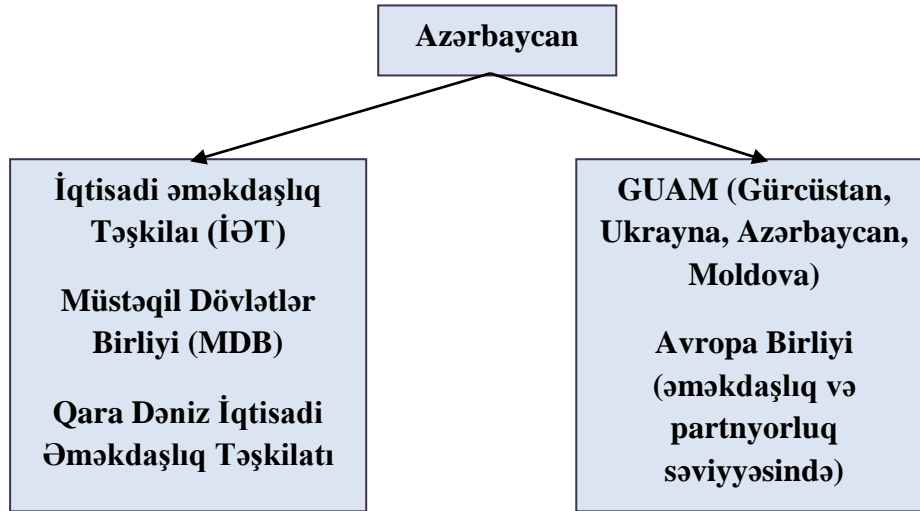 Azərbaycan
İqtisadi əməkdaşlıq
Təşkilaı (İƏT)
Müstəqil Dövlətlər
Birliyi (MDB)
Qara Dəniz İqtisadi
Əməkdaşlıq Təşkilatı
GUAM (Gürcüstan,
Ukrayna, Azərbaycan,
Moldova)
Avropa Birliyi
(əməkdaşlıq və
partnyorluq
səviyyəsində)